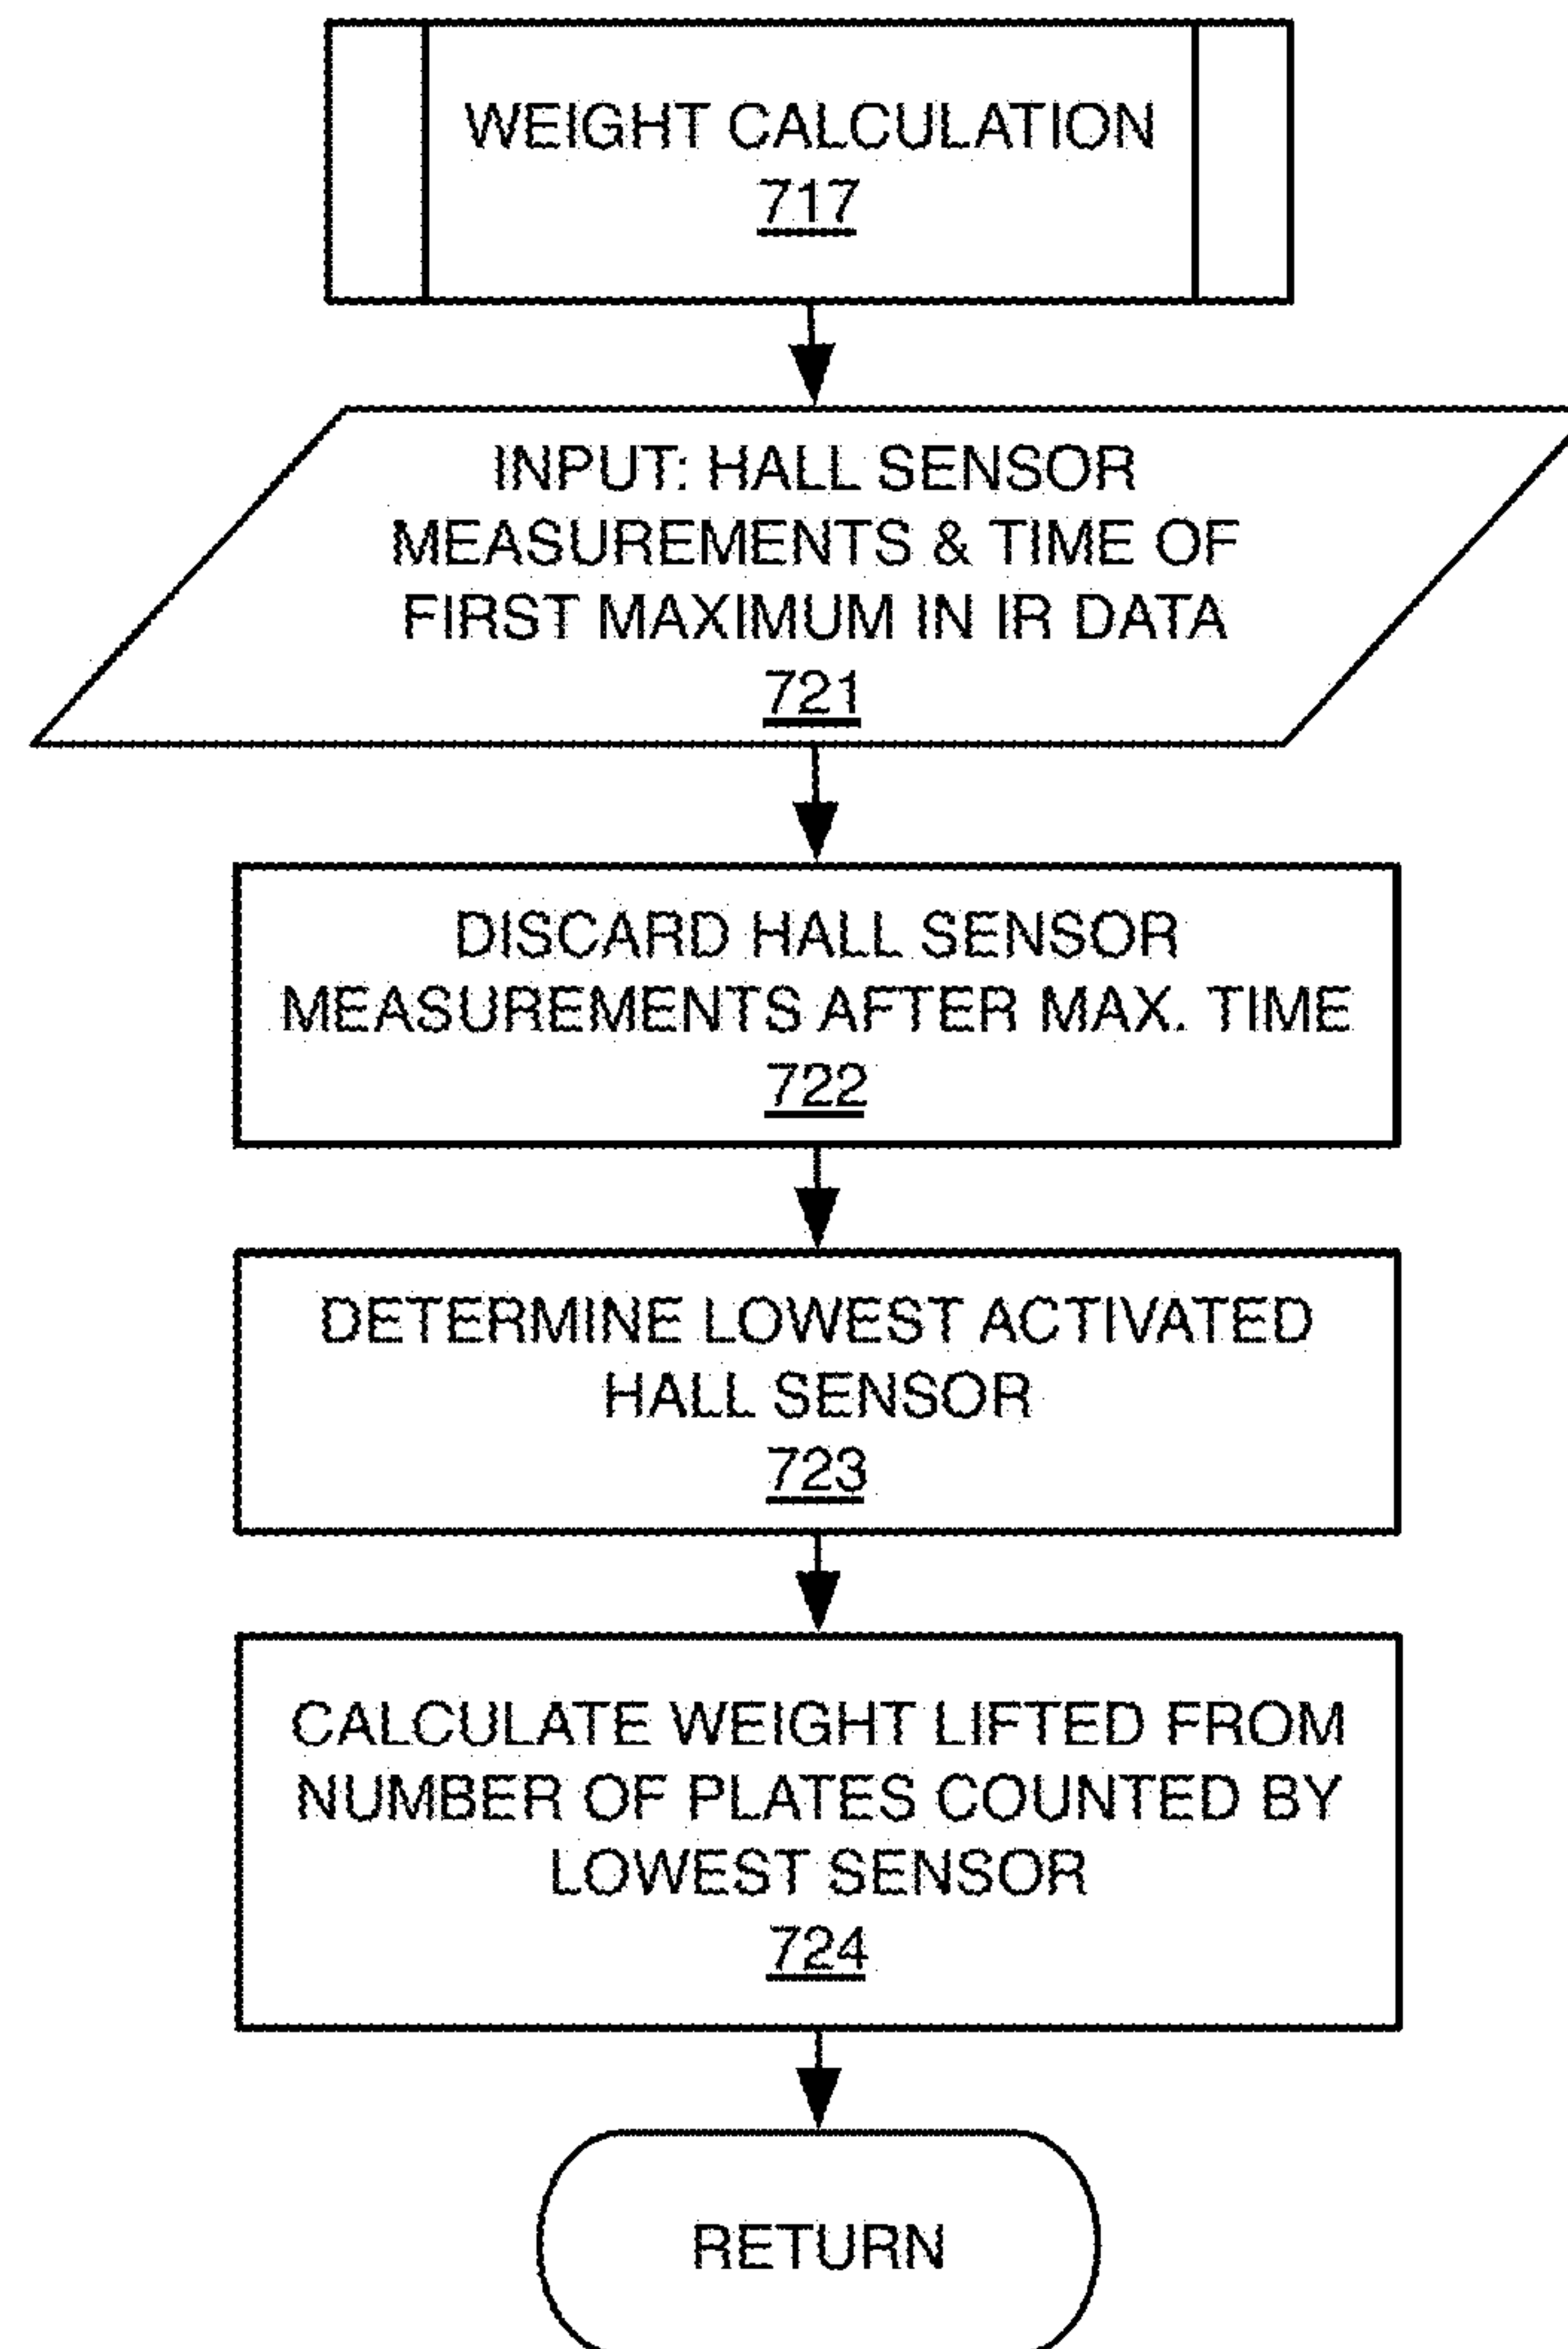 WEIGHT CALCULATION
717
INPUT: HALL SENSOR
MEASUREMENTS & TIME OF
FIRST MAXIMUM IN IR DATA
721
DISCARD HALL SENSOR
MEASUREMENTS AFTER MAX. TIME
722
DETERMINE LOWEST ACTIVATED
HALL SENSOR
723
CALCULATE WEIGHT LIFTED FROM
NUMBER OF PLATES COUNTED BY
LOWEST SENSOR
724
RETURN